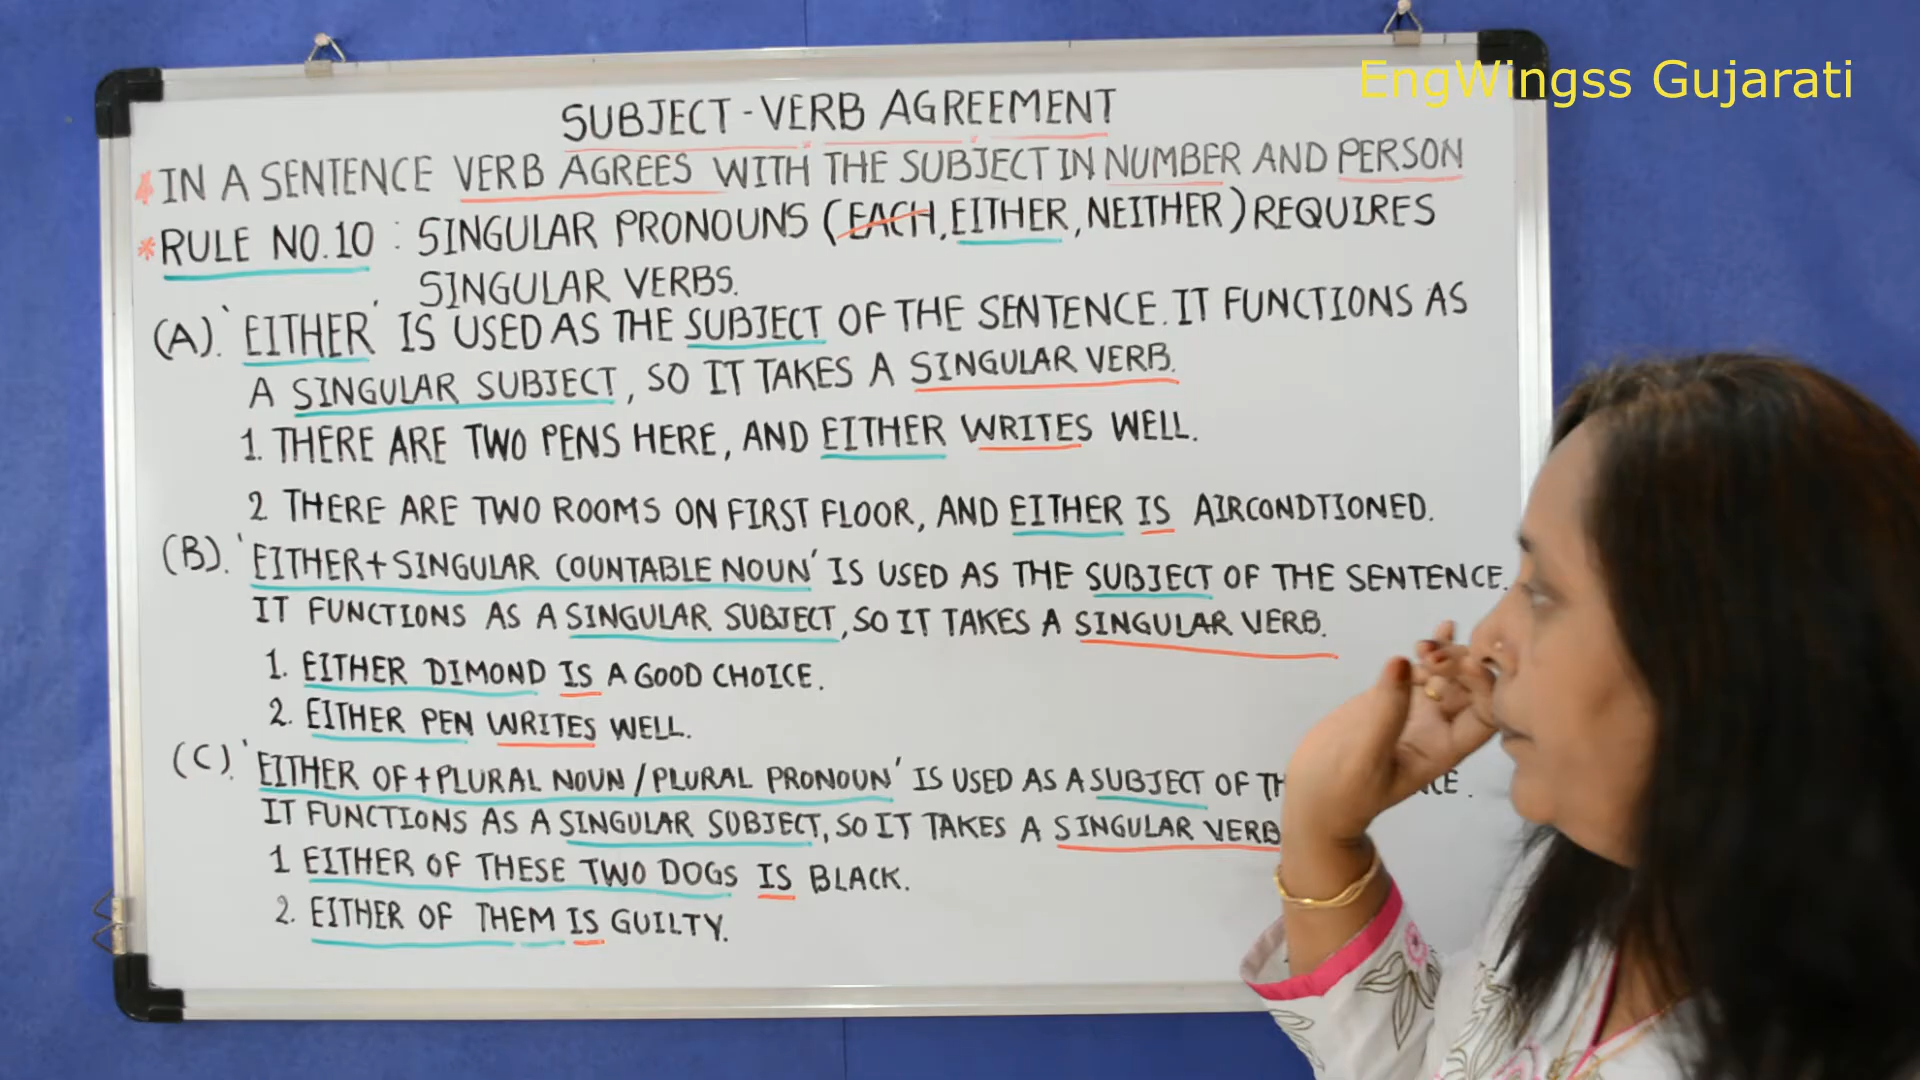 EngWingss Gujarati
SUBJECT-VERB AGREEMENT
* IN A SENTENCE VERB AGREES WITH THE SUBJECT IN NUMBER AND PERSON
* RULE NO.10 : SINGULAR PRONOUNS (EACH, EITHER, NEITHER) REQUIRES
SINGULAR VERBS.
(A). 'EITHER' IS USED AS THE SUBJECT OF THE SENTENCE. IT FUNCTIONS AS
A SINGULAR SUBJECT, SO IT TAKES A SINGULAR VERB.
1. THERE ARE TWO PENS HERE, AND EITHER WRITES WELL.
2 THERE ARE TWO ROOMS ON FIRST FLOOR, AND EITHER IS AIRCONDTIONED.
(B). 'EITHER+SINGULAR COUNTABLE NOUN' IS USED AS THE SUBJECT OF THE SENTENCE.
IT FUNCTIONS AS A SINGULAR SUBJECT, SO IT TAKES A SINGULAR VERB.
1. EITHER DIMOND IS A GOOD CHOICE.
2. EITHER PEN WRITES WELL.
(C). 'EITHER OF+PLURAL NOUN/PLURAL PRONOUN' IS USED AS A SUBJECT OF
IT FUNCTIONS AS A SINGULAR SUBJECT, SO IT TAKES A SINGULAR VERB
1 EITHER OF THESE TWO DOGS IS BLACK.
2. EITHER OF THEM IS GUILTY.